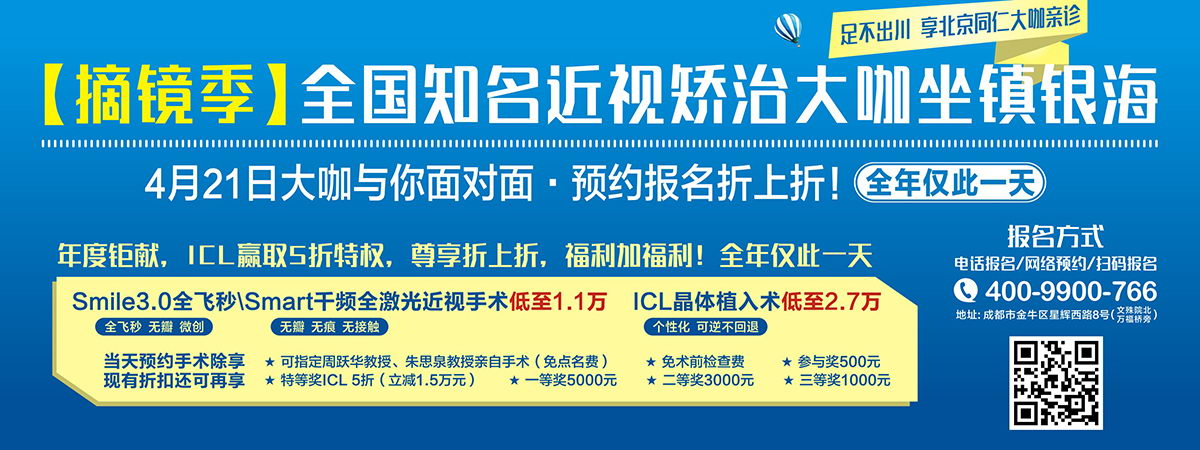 足不出川 享北京同仁大咖亲诊
【摘镜季】全国知名近视矫治大咖坐镇银海
4月21日大咖与你面对面·预约报名折上折! 全年仅此一天
年度钜献，ICL赢取5折特权，尊享折上折，福利加福利！全年仅此一天
Smile3.0全飞秒\Smart千频全激光近视手术低至1.1万 ICL晶体植入术低至2.7万
全飞秒 无瓣 微创 无瓣 无痕 无接触 个性化 可逆不回退
当天预约手术除享 ★ 可指定周跃华教授、朱思泉教授亲自手术（免点名费） ★ 免术前检查费 ★ 参与奖500元
现有折扣还可再享 ★ 特等奖ICL 5折（立减1.5万元） ★ 一等奖5000元 ★ 二等奖3000元 ★ 三等奖1000元
报名方式
电话报名/网络预约/扫码报名
400-9900-766
地址: 成都市金牛区星辉西路8号(文殊院北万福桥旁)